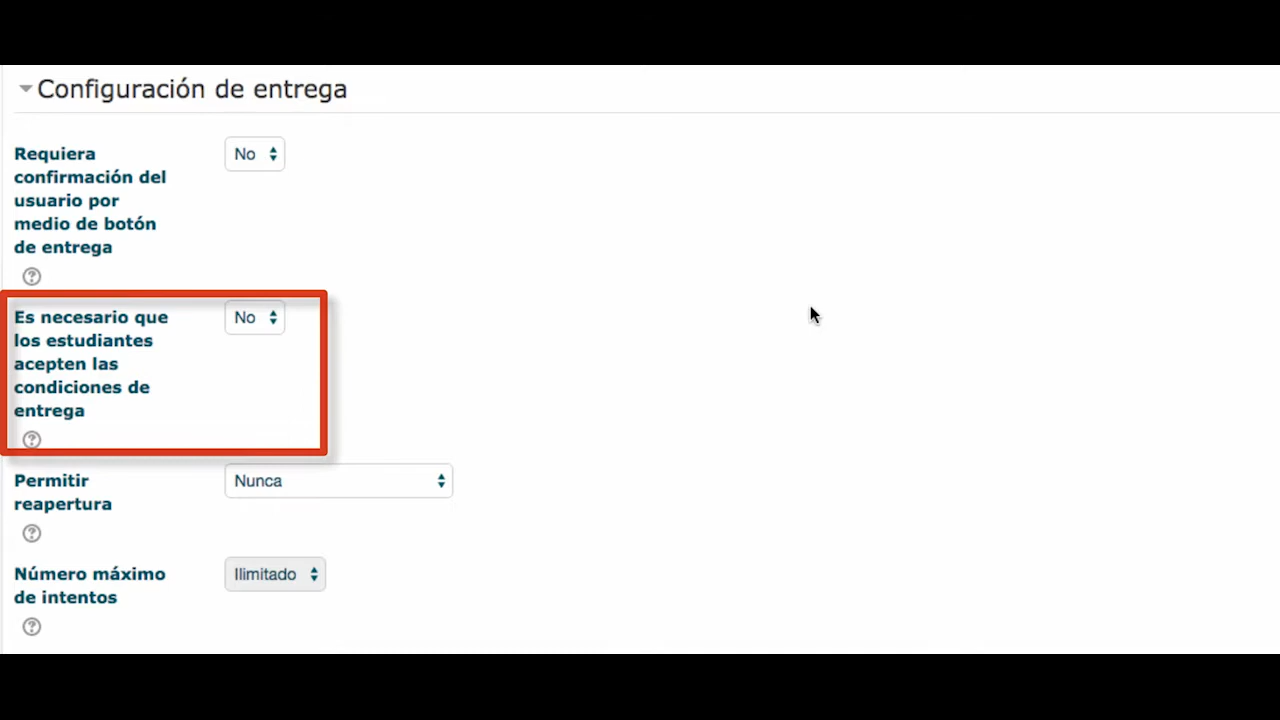 Configuración de entrega
Requiera
confirmación del
usuario por
medio de botón
de entrega
No
Es necesario que
los estudiantes
acepten las
condiciones de
entrega
No
Permitir
reapertura
Nunca
Número máximo
de intentos
Ilimitado